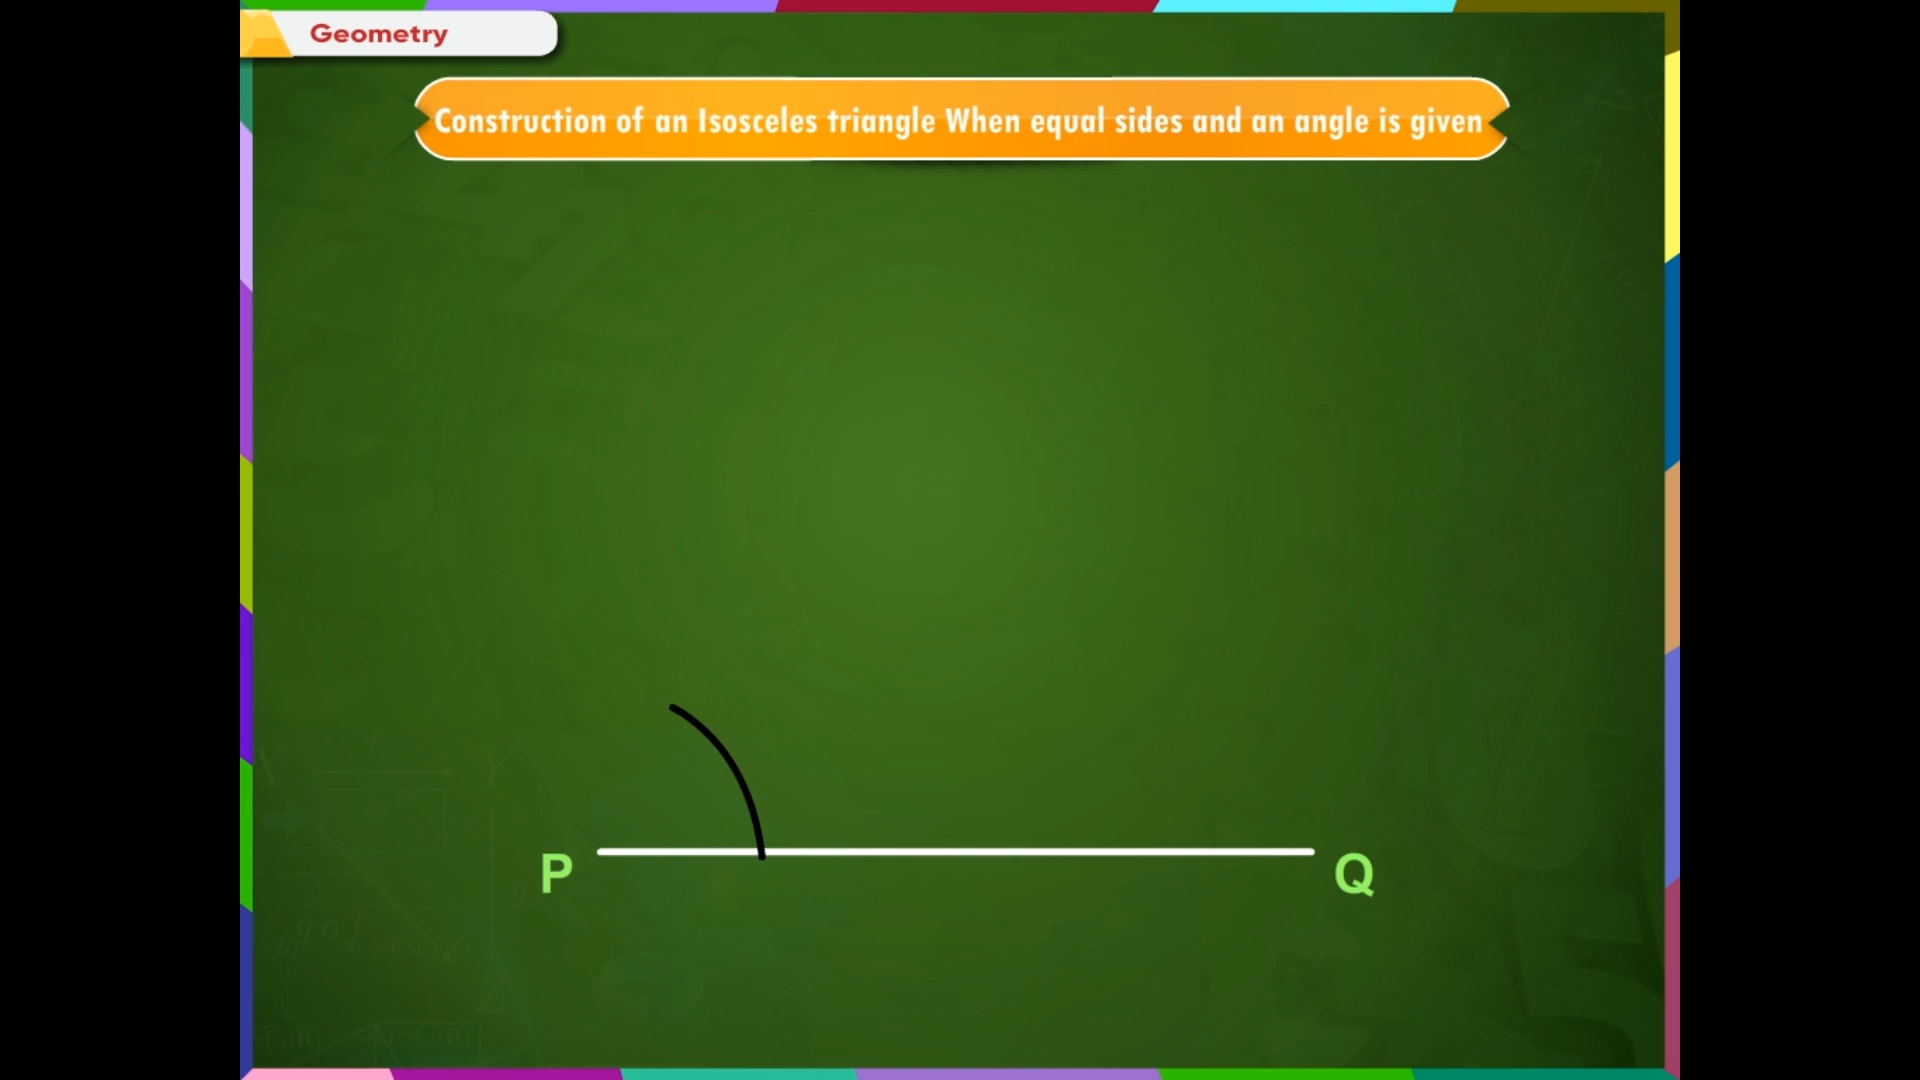 Geometry
Construction of an Isosceles triangle When equal sides and an angle is given
P
Q